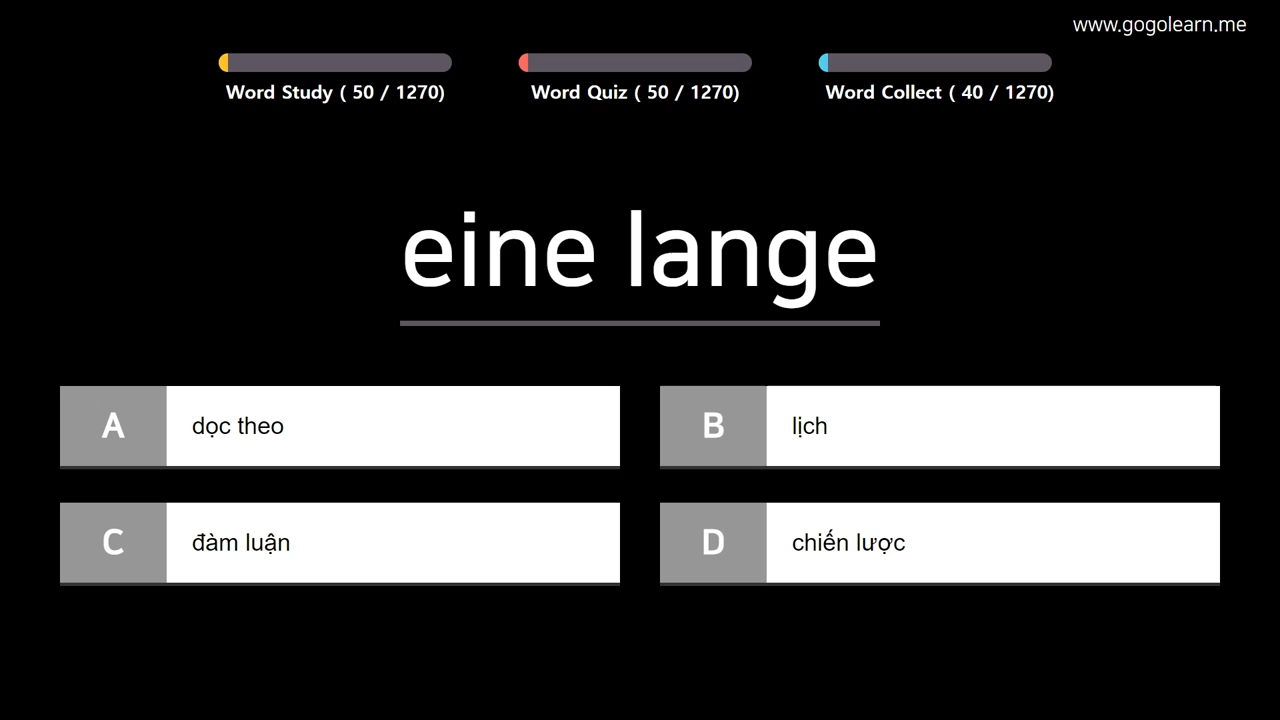 www.gogolearn.me
Word Study ( 50 / 1270)
Word Quiz ( 50 / 1270)
Word Collect ( 40 / 1270)
eine lange
A
dọc theo
B
lịch
C
đàm luận
D
chiến lược